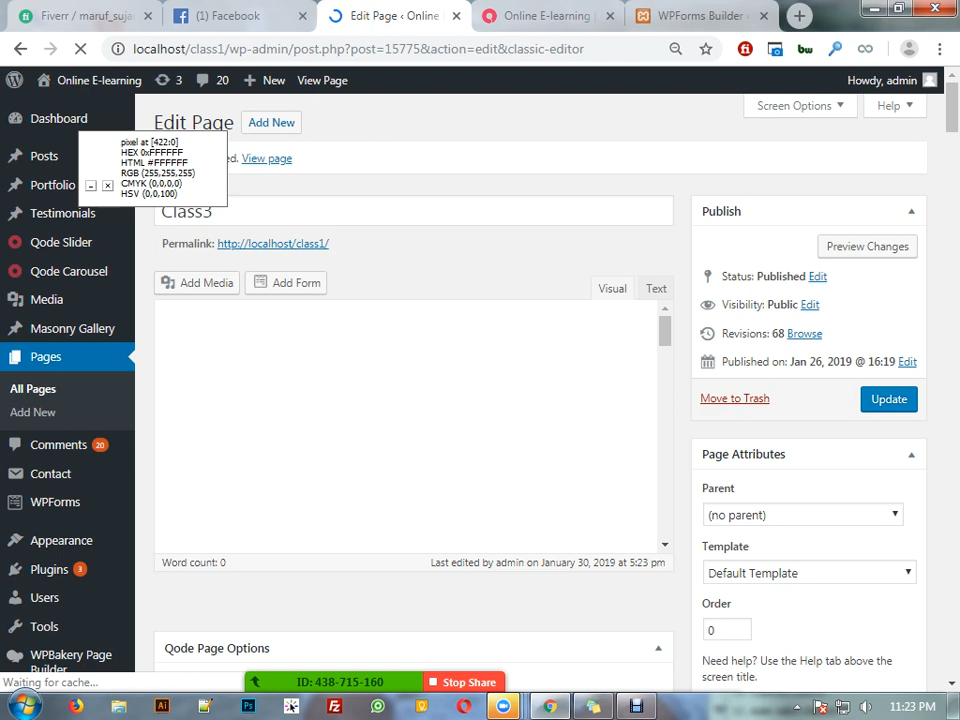 Fiverr / maruf_suja
(1) Facebook
Edit Page ‹ Online
Online E-learning
WPForms Builder ‹
localhost/class1/wp-admin/post.php?post=15775&action=edit&classic-editor
bw
Online E-learning
3
20
New
View Page
Howdy, admin
Dashboard
Posts
Portfolio
Testimonials
Qode Slider
Qode Carousel
Media
Masonry Gallery
Pages
All Pages
Add New
Comments 20
Contact
WPForms
Appearance
Plugins 3
Users
Tools
WPBakery Page
Builder
pixel at [422:0]
HEX 0xFFFFFF
HTML #FFFFFF
RGB (255,255,255)
CMYK (0,0,0,0)
HSV (0,0,100)
Screen Options
Help
Edit Page
Add New
View page
Class3
Permalink: http://localhost/class1/
Add Media
Add Form
Visual
Text
Word count: 0
Last edited by admin on January 30, 2019 at 5:23 pm
Qode Page Options
Publish
Preview Changes
Status: Published Edit
Visibility: Public Edit
Revisions: 68 Browse
Published on: Jan 26, 2019 @ 16:19 Edit
Move to Trash
Update
Page Attributes
Parent
(no parent)
Template
Default Template
Order
0
Need help? Use the Help tab above the
screen title.
Waiting for cache...
ID: 438-715-160
Stop Share
Ai
Ps
11:23 PM